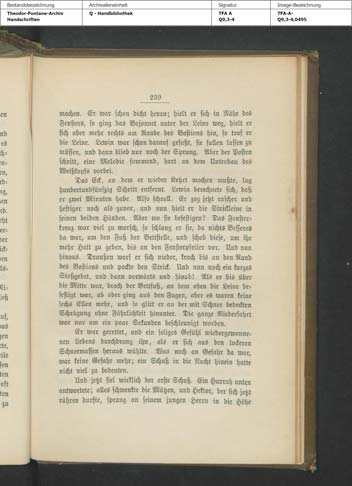 Bestandsbezeichnung
Theodor-Fontane-Archiv
Handschriften
Archivalieneinheit
Q - Handbibliothek
Signatur
TFA A
Q9,3-4
Image-Bezeichnung
TFA-A-
Q9,3-4,0495
239
machen. Er war schon dicht heran; hielt er sich in Nähe des
Fensters, so ging das Bajonnet unter der Leine weg, hielt er
sich aber mehr rechts am Rande des Bastions hin, so traf er
die Leine. Lewin war schon darauf gefaßt, sie fallen lassen zu
müssen, und dann blieb nur noch der Sprung. Aber der Posten
schritt, eine Melodie summend, hart an dem Unterbau des
Weißkopfs vorbei.
Das Eck, an dem er wieder Kehrt machen mußte, lag
hundertundfünfzig Schritt entfernt. Lewin berechnete sich, daß
er zwei Minuten habe. Also schnell. Er zog jetzt rascher und
heftiger noch als zuvor, und nun hielt er die Strickleine in
seinen beiden Händen. Aber wo sie befestigen? Das Fenster-
kreuz war viel zu morsch, so schlang er sie, da nichts Besseres
da war, um den Fuß der Bettstelle, und schob diese, um ihr
mehr Halt zu geben, bis an den Fensterpfeiler vor. Und nun
hinaus. Draußen warf er sich nieder, kroch bis an den Rand
des Bastions und packte den Strick. Und nun noch ein kurzes
Stoßgebet, und dann vorwärts und hinab! Als er bis über
die Mitte war, brach der Bettfuß, an dem oben die Leine be-
festigt war, ab oder ging aus den Fugen, aber es waren keine
sechs Ellen mehr, und so glitt er an der mit Schnee bedeckten
Schrägung ohne Fährlichkeit hinunter. Die ganze Niederfahrt
war nur um ein paar Sekunden beschleunigt worden.
Er war gerettet, und ein seliges Gefühl wiedergewonne-
nen Lebens durchdrang ihn, als er sich aus den lockeren
Schneemassen heraus wühlte. Was noch an Gefahr da war,
war keine Gefahr mehr; ein Schuß in die Nacht hinein hatte
nicht viel zu bedeuten.
Und jetzt fiel wirklich der erste Schuß. Ein Hurrah unten
antwortete; alles schwenkte die Mützen, und Hektor, der sich jetzt
rühren durfte, sprang an seinem jungen Herrn in die Höhe